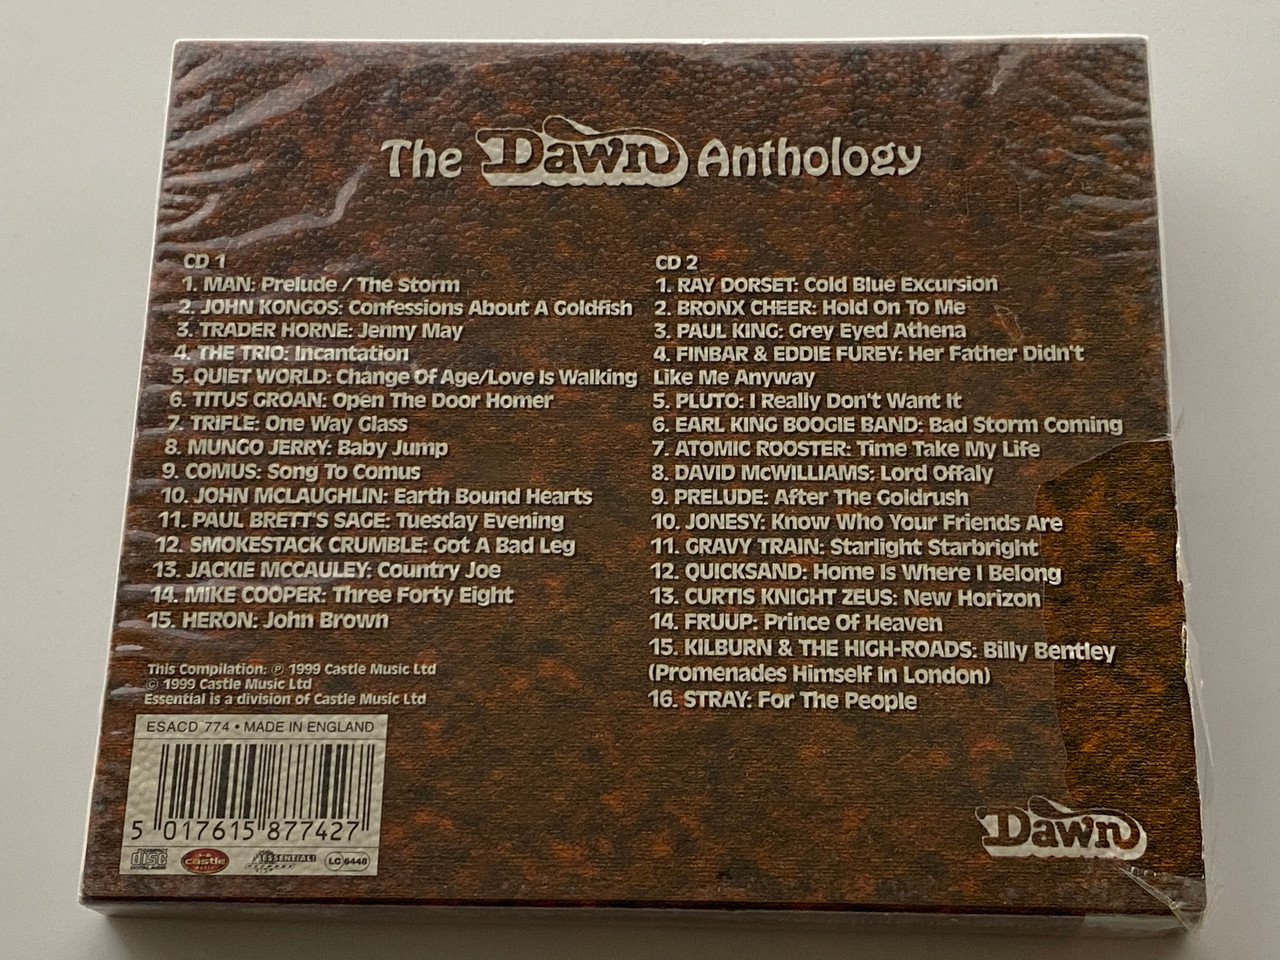 The Dawn Anthology
CD 1
1. MAN: Prelude / The Storm
2. JOHN KONGOS: Confessions About A Goldfish
3. TRADER HORNE: Jenny May
4. THE TRIO: Incantation
5. QUIET WORLD: Change Of Age/Love Is Walking
6. TITUS GROAN: Open The Door Homer
7. TRIFLE: One Way Glass
8. MUNGO JERRY: Baby Jump
9. COMUS: Song To Comus
10. JOHN MCLAUGHLIN: Earth Bound Hearts
11. PAUL BRETT'S SAGE: Tuesday Evening
12. SMOKESTACK CRUMBLE: Got A Bad Leg
13. JACKIE MCCAULEY: Country Joe
14. MIKE COOPER: Three Forty Eight
15. HERON: John Brown
This Compilation: ℗ 1999 Castle Music Ltd
© 1999 Castle Music Ltd
Essential is a division of Castle Music Ltd
ESACD 774 • MADE IN ENGLAND
5 017615 877427
disc
castle
ESSENTIAL!
LC 6448
CD 2
1. RAY DORSET: Cold Blue Excursion
2. BRONX CHEER: Hold On To Me
3. PAUL KING: Grey Eyed Athena
4. FINBAR & EDDIE FUREY: Her Father Didn't
Like Me Anyway
5. PLUTO: I Really Don't Want It
6. EARL KING BOOGIE BAND: Bad Storm Coming
7. ATOMIC ROOSTER: Time Take My Life
8. DAVID McWILLIAMS: Lord Offaly
9. PRELUDE: After The Goldrush
10. JONESY: Know Who Your Friends Are
11. GRAVY TRAIN: Starlight Starbright
12. QUICKSAND: Home Is Where I Belong
13. CURTIS KNIGHT ZEUS: New Horizon
14. FRUUP: Prince Of Heaven
15. KILBURN & THE HIGH-ROADS: Billy Bentley
(Promenades Himself In London)
16. STRAY: For The People
Dawn